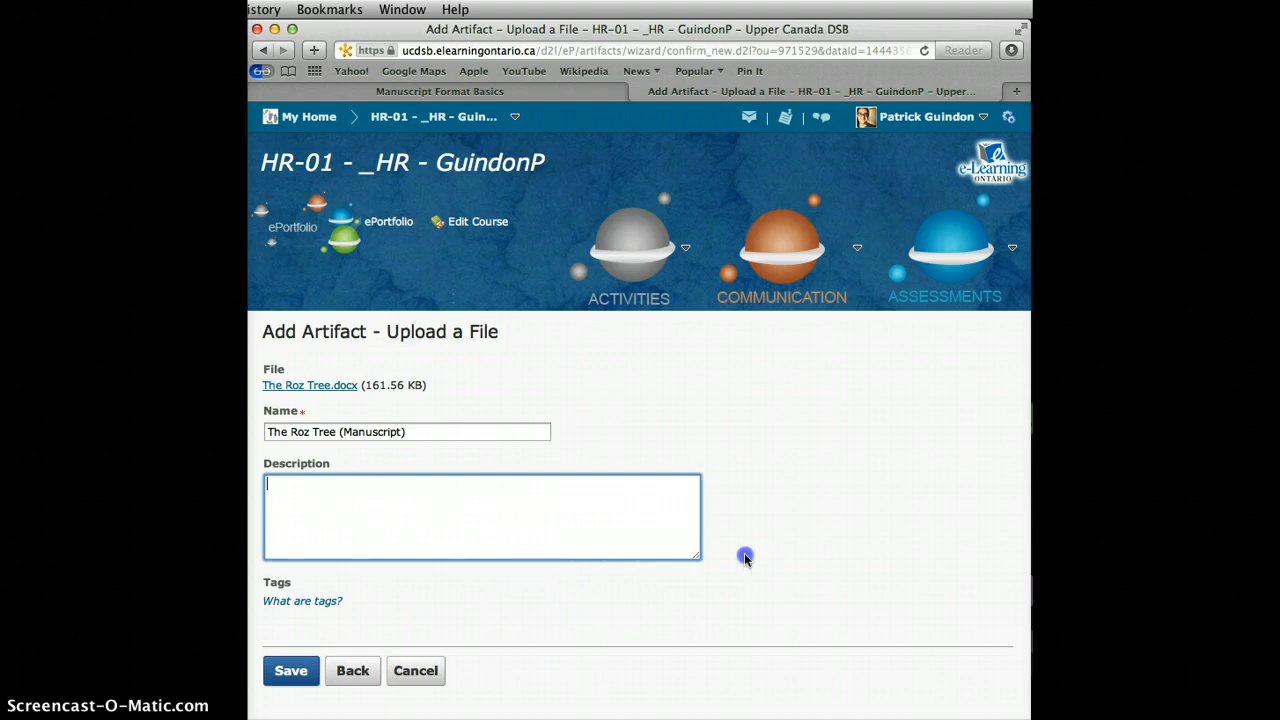 istory Bookmarks Window Help
Add Artifact - Upload a File - HR-01 - _HR - GuindonP - Upper Canada DSB
https ucdsb.elearningontario.ca/d2l/eP/artifacts/wizard/confirm_new.d2l?ou=971529&dataId=144435 Reader
Yahoo! Google Maps Apple YouTube Wikipedia News Popular Pin It
Manuscript Format Basics Add Artifact - Upload a File - HR-01 - _HR - GuindonP - Upper... +
My Home HR-01 - _HR - Guin... Patrick Guindon
HR-01 - _HR - GuindonP
e-Learning
ONTARIO
ePortfolio ePortfolio Edit Course
ACTIVITIES COMMUNICATION ASSESSMENTS
Add Artifact - Upload a File
File
The Roz Tree.docx (161.56 KB)
Name *
The Roz Tree (Manuscript)
Description
Tags
What are tags?
Save Back Cancel
Screencast-O-Matic.com